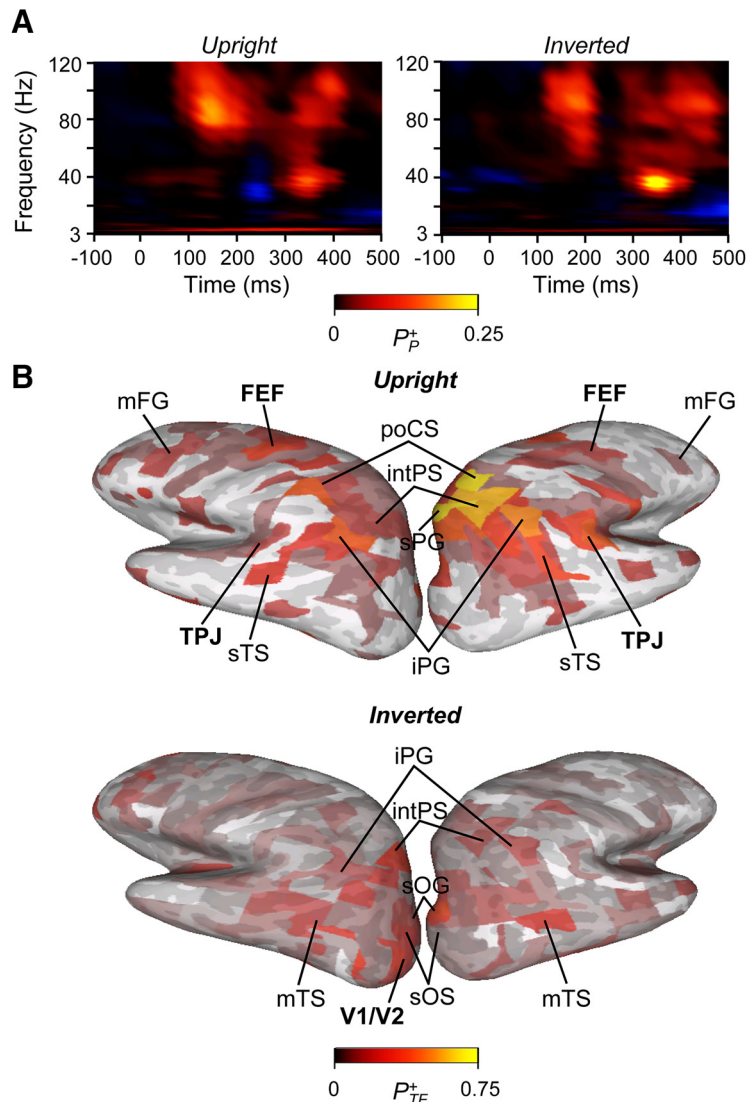 A
Upright Inverted
Frequency (Hz)
120 120
80 80
40 40
3 3
-100 0 100 200 300 400 500 -100 0 100 200 300 400 500
Time (ms) Time (ms)
0 P⁺P 0.25
B
Upright
mFG FEF FEF mFG
poCS
intPS
sPG
TPJ sTS iPG sTS TPJ
Inverted
iPG
intPS
sOG
mTS V1/V2 sOS mTS
0 P⁺TF 0.75